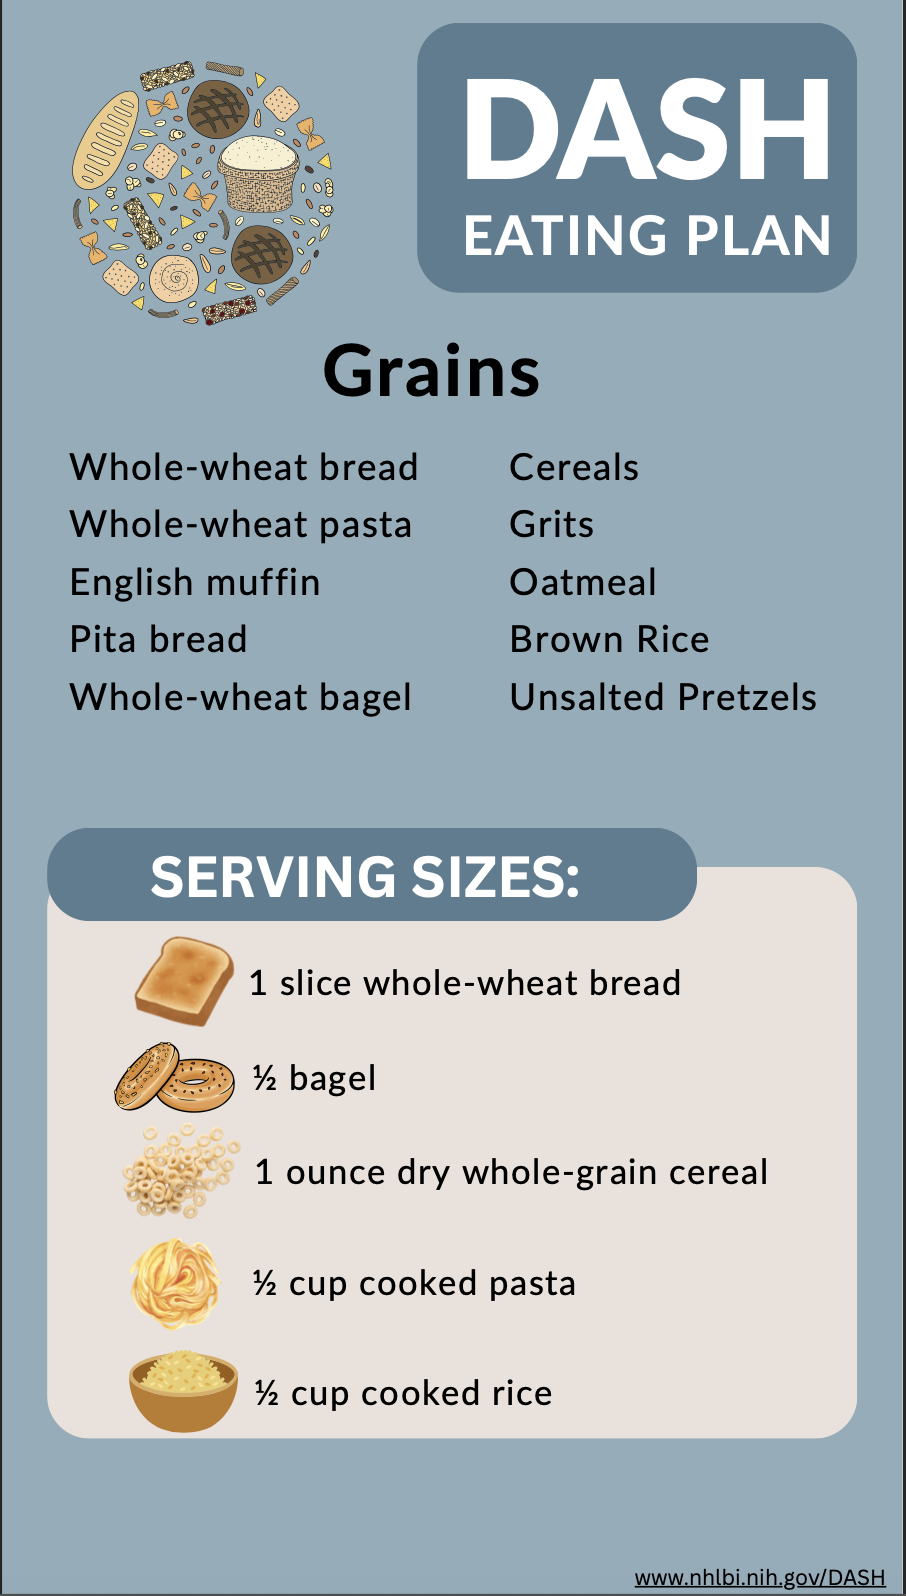 DASH
EATING PLAN
Grains
Whole-wheat bread
Whole-wheat pasta
English muffin
Pita bread
Whole-wheat bagel
Cereals
Grits
Oatmeal
Brown Rice
Unsalted Pretzels
SERVING SIZES:
1 slice whole-wheat bread
½ bagel
1 ounce dry whole-grain cereal
½ cup cooked pasta
½ cup cooked rice
www.nhlbi.nih.gov/DASH